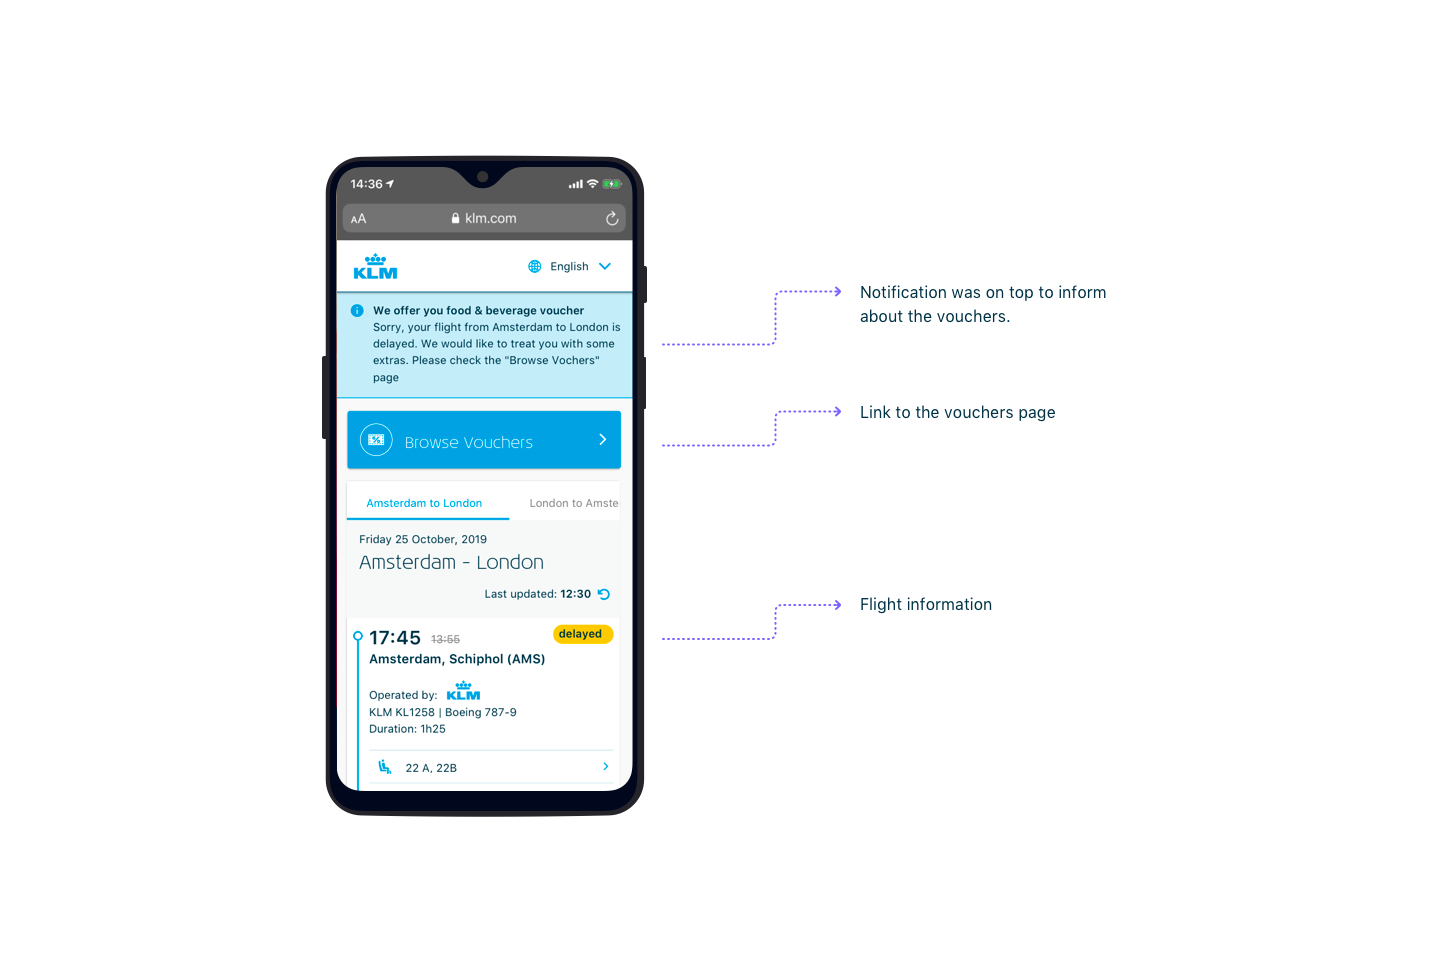 14:36
AA
klm.com
KLM
English
We offer you food & beverage voucher
Sorry, your flight from Amsterdam to London is
delayed. We would like to treat you with some
extras. Please check the "Browse Vochers"
page
Browse Vouchers
Amsterdam to London
London to Amste
Friday 25 October, 2019
Amsterdam - London
Last updated: 12:30
17:45 13:55 delayed
Amsterdam, Schiphol (AMS)
Operated by: KLM
KLM KL1258 | Boeing 787-9
Duration: 1h25
22 A, 22B
Notification was on top to inform
about the vouchers.
Link to the vouchers page
Flight information